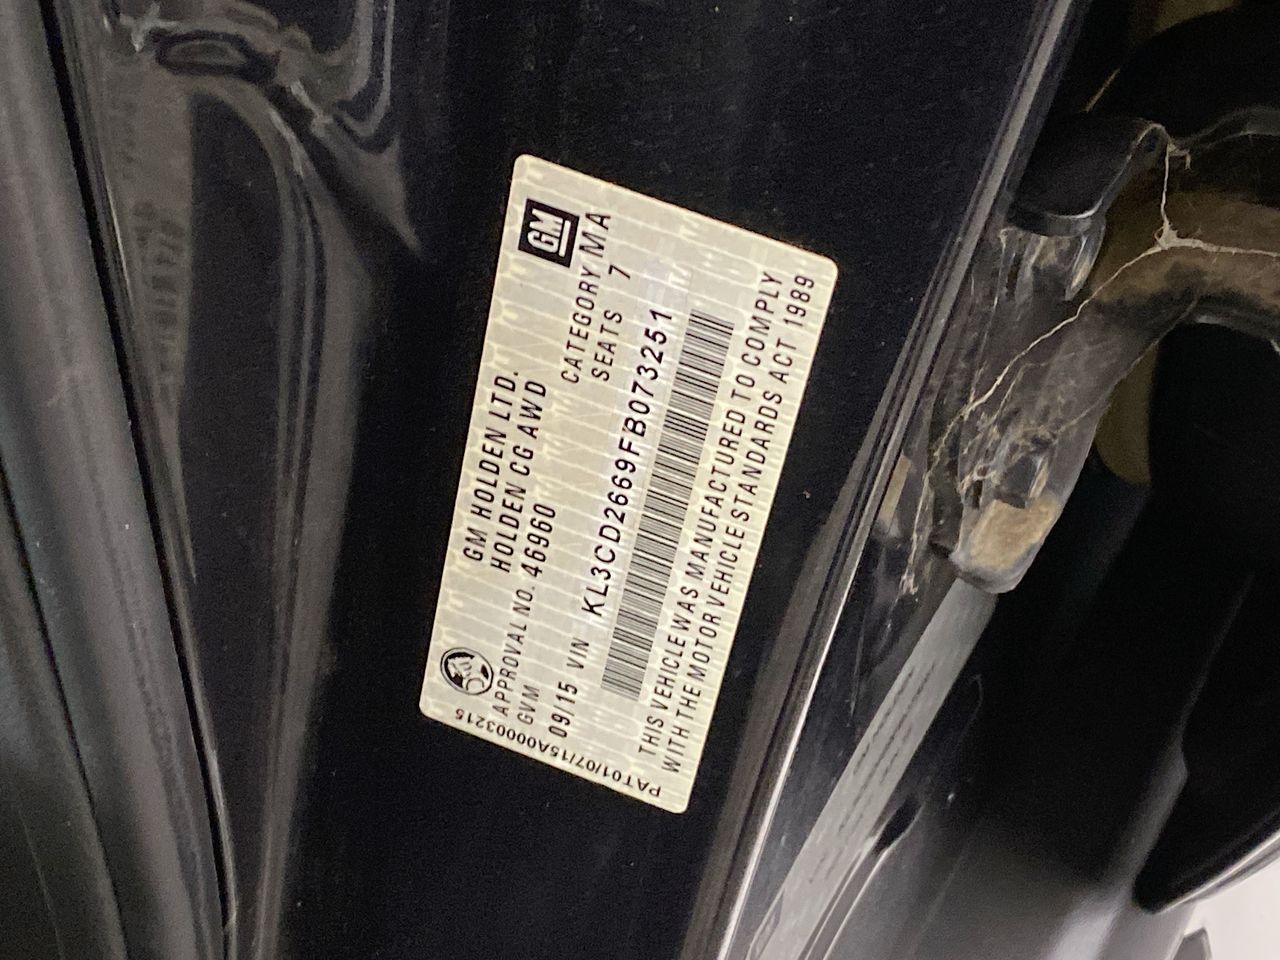 GM HOLDEN LTD.
HOLDEN CG AWD
GM
APPROVAL NO. 46960
CATEGORY MA
GVM
SEATS 7
09/15 VIN KL3CD2669FB073251
THIS VEHICLE WAS MANUFACTURED TO COMPLY
WITH THE MOTOR VEHICLE STANDARDS ACT 1989
PAT01/07/15A00003215